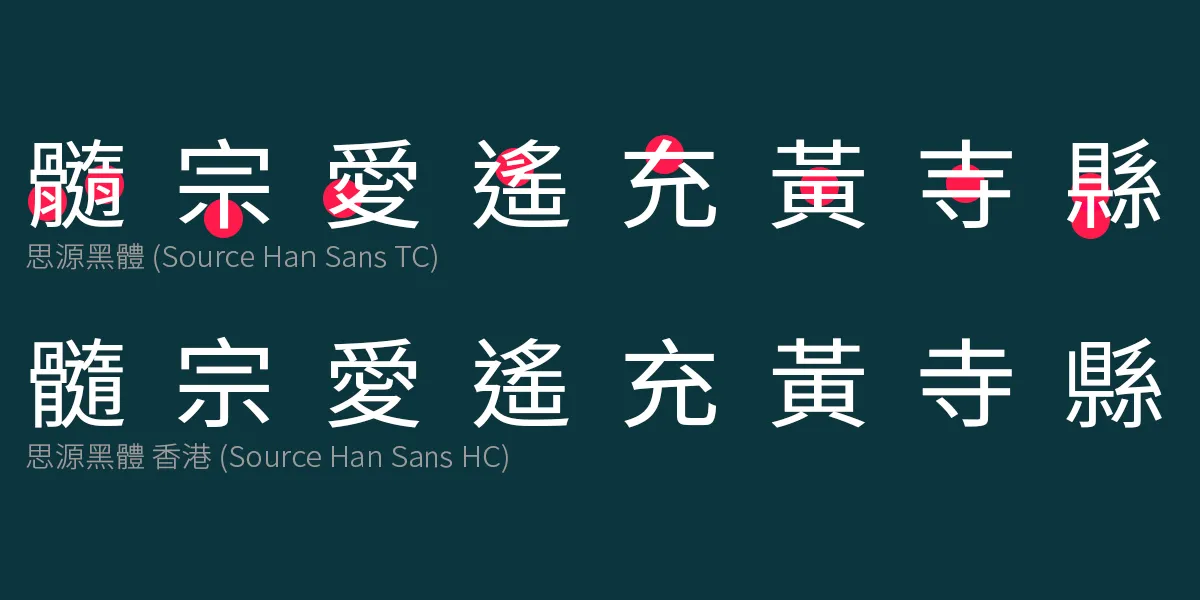 髓 宗 愛 遙 充 黃 寺 縣
思源黑體 (Source Han Sans TC)
髓 宗 愛 遙 充 黃 寺 縣
思源黑體 香港 (Source Han Sans HC)